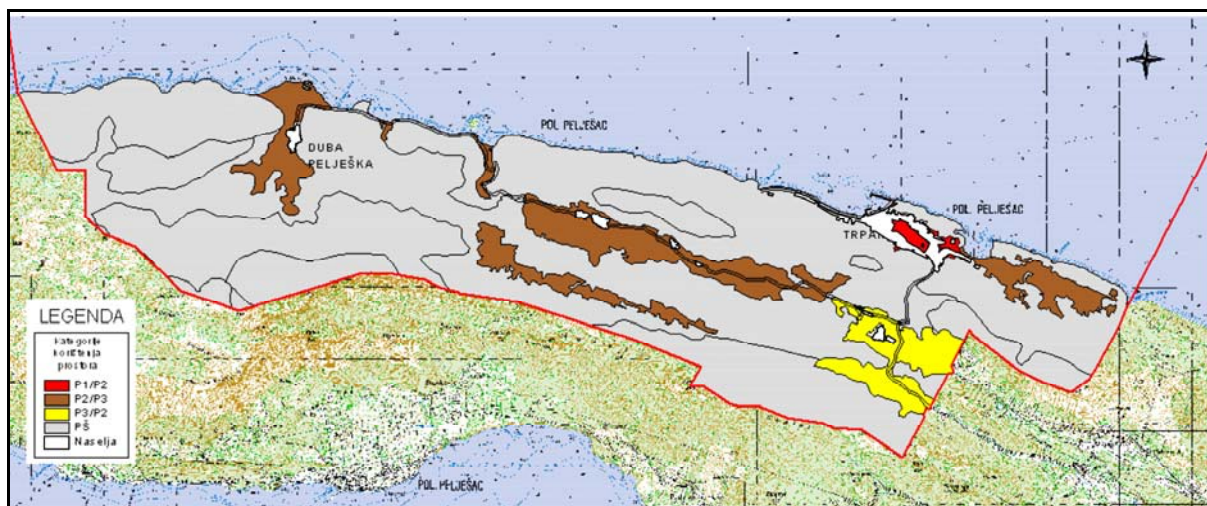 POL. PELJEŠAC
DUBA
PELJEŠKA
POL. PELJEŠAC
LEGENDA
kategorije
korištenja
prostora
P1/P2
P2/P3
P3/P2
PŠ
Naselja
POL. PELJEŠAC